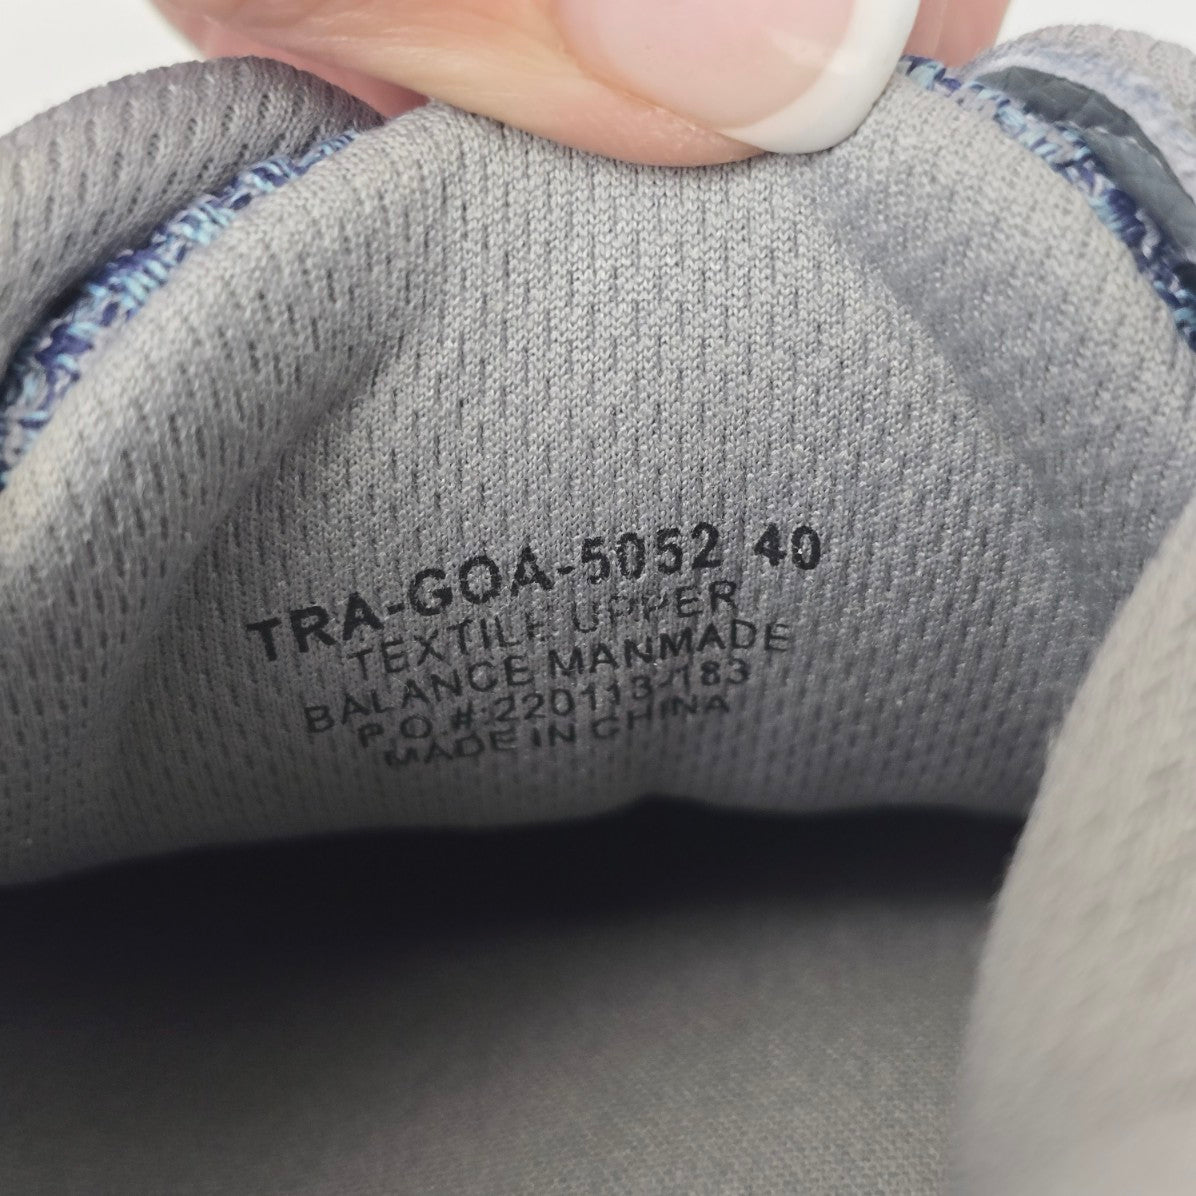 TRA-GOA-5052 40
TEXTILE UPPER
BALANCE MANMADE
P.O.#:220113-183
MADE IN CHINA